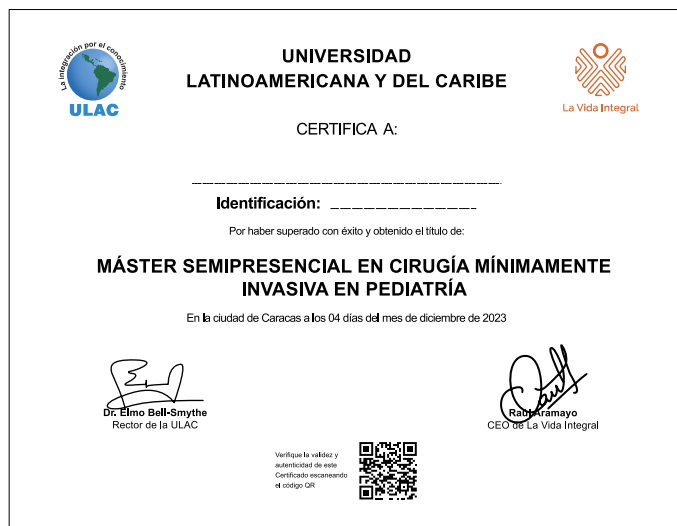 La integración por el conocimiento
ULAC
UNIVERSIDAD
LATINOAMERICANA Y DEL CARIBE
La Vida Integral
CERTIFICA A:
Identificación:
Por haber superado con éxito y obtenido el título de:
MÁSTER SEMIPRESENCIAL EN CIRUGÍA MÍNIMAMENTE
INVASIVA EN PEDIATRÍA
En la ciudad de Caracas a los 04 días del mes de diciembre de 2023
Dr. Elmo Bell-Smythe
Rector de la ULAC
Raúl Aramayo
CEO de La Vida Integral
Verifique la validez y
autenticidad de este
Certificado escaneando
el código QR